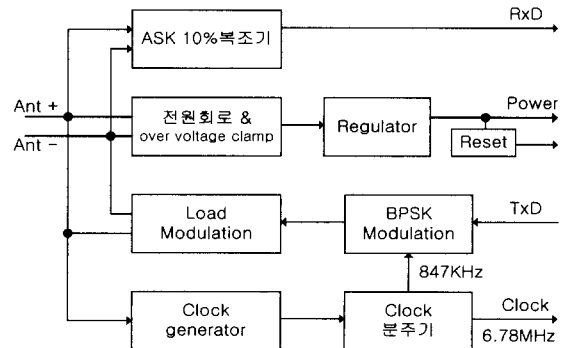 RxD
ASK 10%복조기
Ant +
Ant -
전원회로 &
over voltage clamp
Regulator
Power
Reset
Load
Modulation
BPSK
Modulation
TxD
847KHz
Clock
generator
Clock
분주기
Clock
6.78MHz